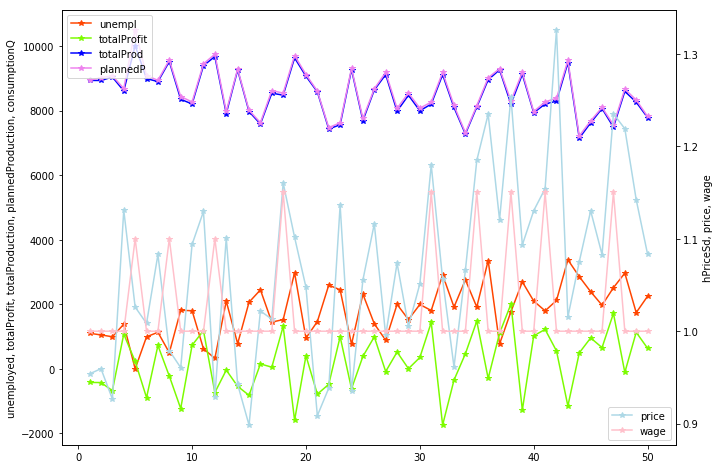 unempl
totalProfit
totalProd
plannedP
10000
8000
6000
4000
2000
0
−2000
unemployed, totalProfit, totalProduction, plannedProduction, consumptionQ
1.3
1.2
1.1
1.0
0.9
hPriceSd, price, wage
price
wage
0
10
20
30
40
50